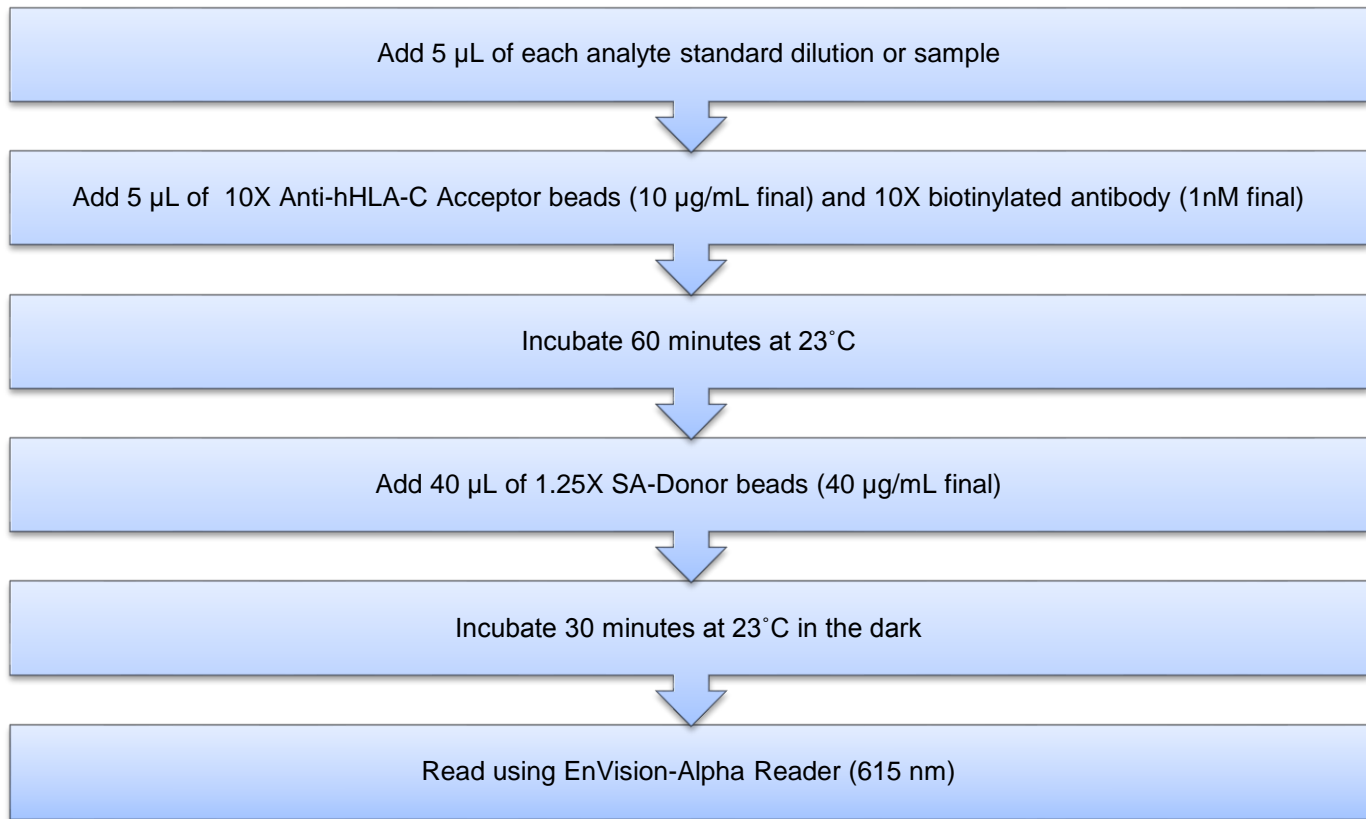 Add 5 µL of each analyte standard dilution or sample
Add 5 µL of  10X Anti-hHLA-C Acceptor beads (10 µg/mL final) and 10X biotinylated antibody (1nM final)
Incubate 60 minutes at 23˚C
Add 40 µL of 1.25X SA-Donor beads (40 µg/mL final)
Incubate 30 minutes at 23˚C in the dark
Read using EnVision-Alpha Reader (615 nm)